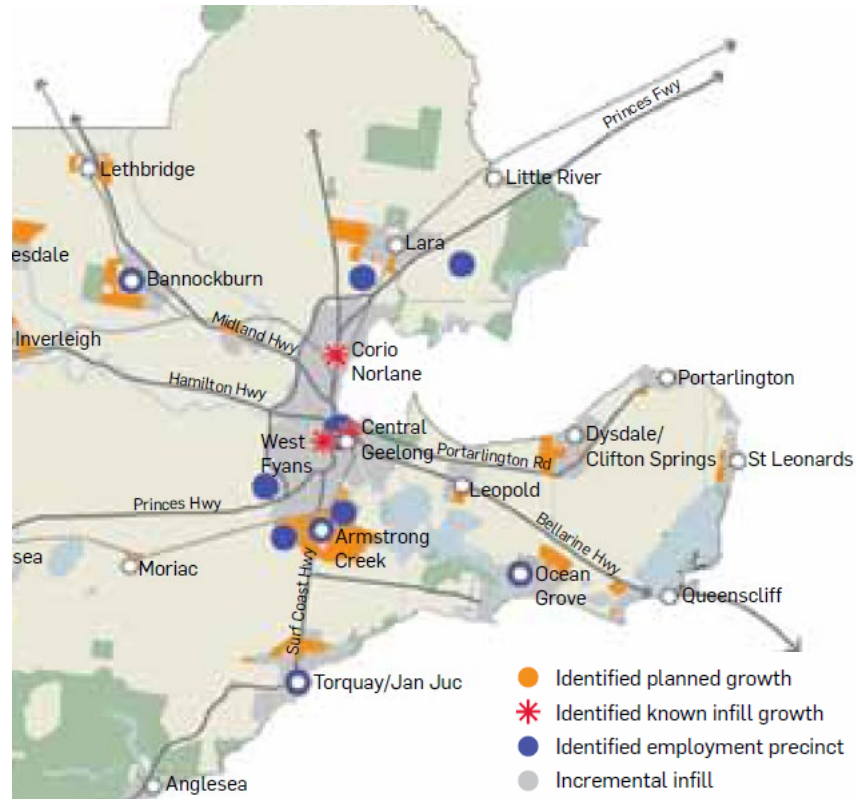 Princes Fwy
Lethbridge
Little River
Lara
esdale
Bannockburn
Midland Hwy
Inverleigh
Corio
Norlane
Hamilton Hwy
Portarlington
West
Fyans
Central
Geelong
Portarlington Rd
Dysdale/
Clifton Springs
St Leonards
Leopold
Princes Hwy
Bellarine Hwy
Armstrong
Creek
sea
Moriac
Ocean
Grove
Queenscliff
Surf Coast Hwy
Torquay/Jan Juc
Anglesea
Identified planned growth
Identified known infill growth
Identified employment precinct
Incremental infill